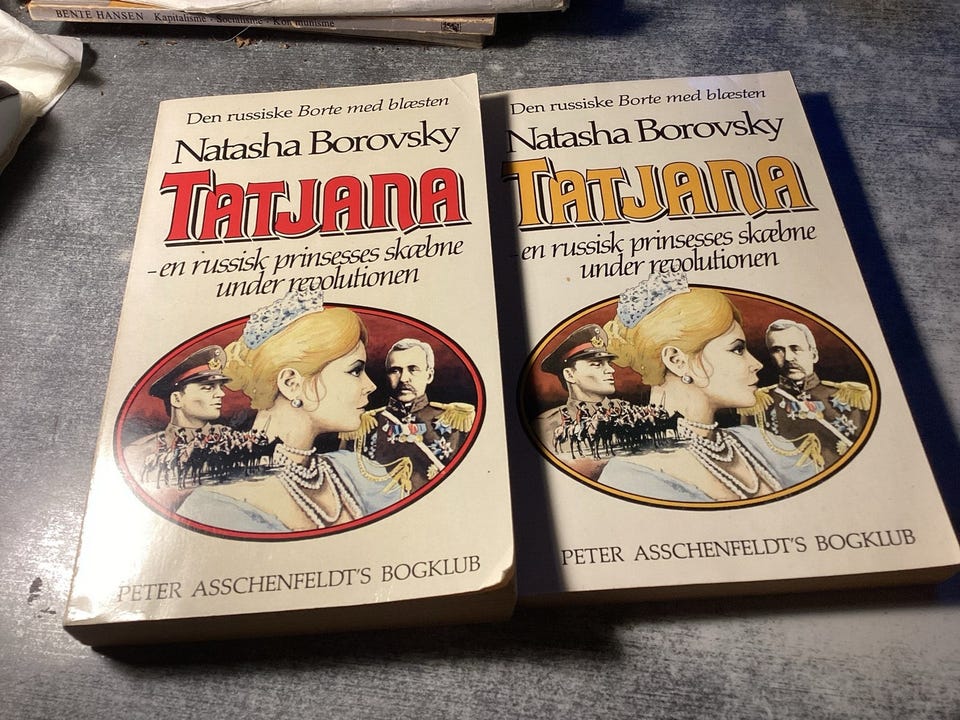 BENTE HANSEN Kapitalisme · Socialisme · Kommunisme
Den russiske Borte med blæsten
Natasha Borovsky
TATJANA
- en russisk prinsesses skæbne
under revolutionen
PETER ASSCHENFELDT'S BOGKLUB
Den russiske Borte med blæsten
Natasha Borovsky
TATJANA
- en russisk prinsesses skæbne
under revolutionen
PETER ASSCHENFELDT'S BOGKLUB